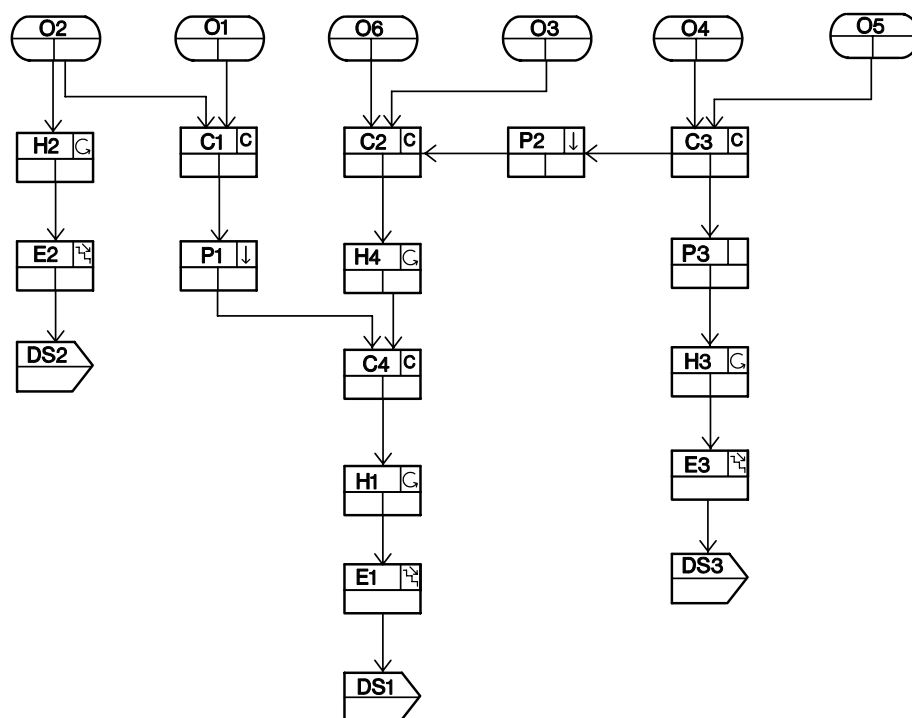 O2 O1 O6 O3 O4 O5
H2 C1 C C2 C P2 C3 C
E2 P1 H4 P3
DS2 C4 C H3
H1 E3
E1 DS3
DS1